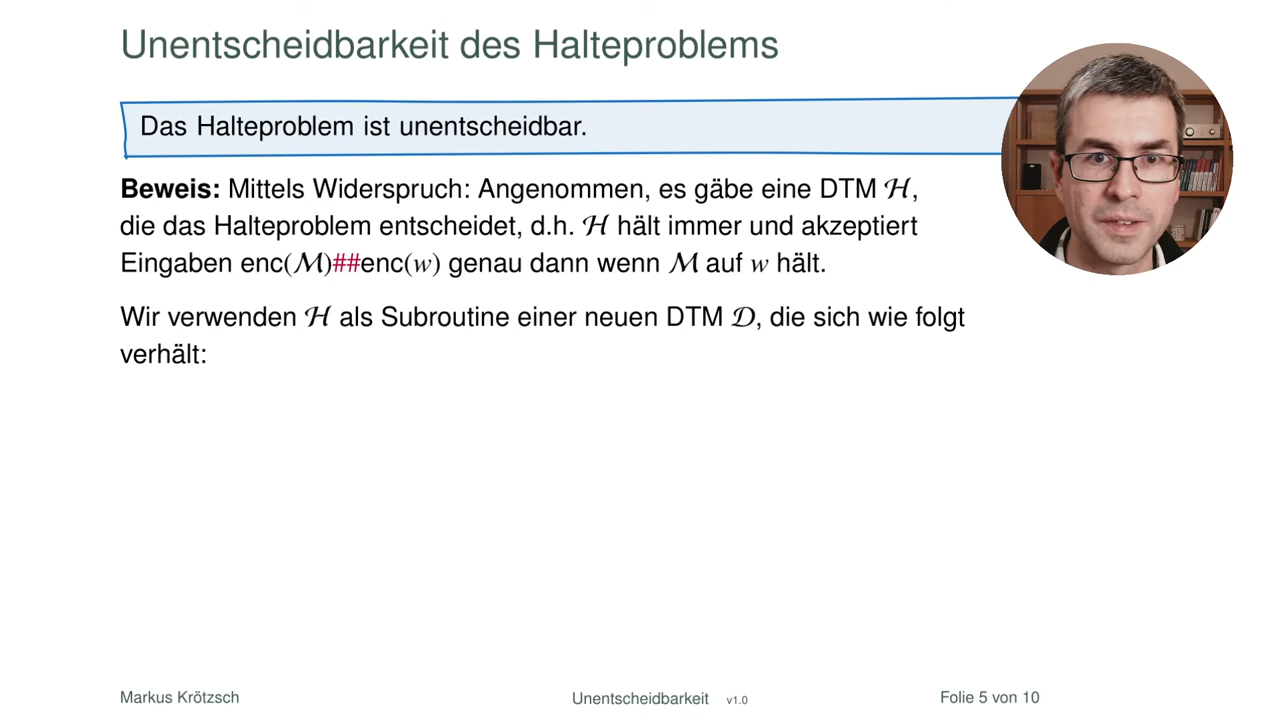 Unentscheidbarkeit des Halteproblems
Das Halteproblem ist unentscheidbar.
Beweis: Mittels Widerspruch: Angenommen, es gäbe eine DTM ℋ,
die das Halteproblem entscheidet, d.h. ℋ hält immer und akzeptiert
Eingaben enc(ℳ)##enc(w) genau dann wenn ℳ auf w hält.
Wir verwenden ℋ als Subroutine einer neuen DTM 𝒟, die sich wie folgt
verhält:
Markus Krötzsch Unentscheidbarkeit v1.0 Folie 5 von 10